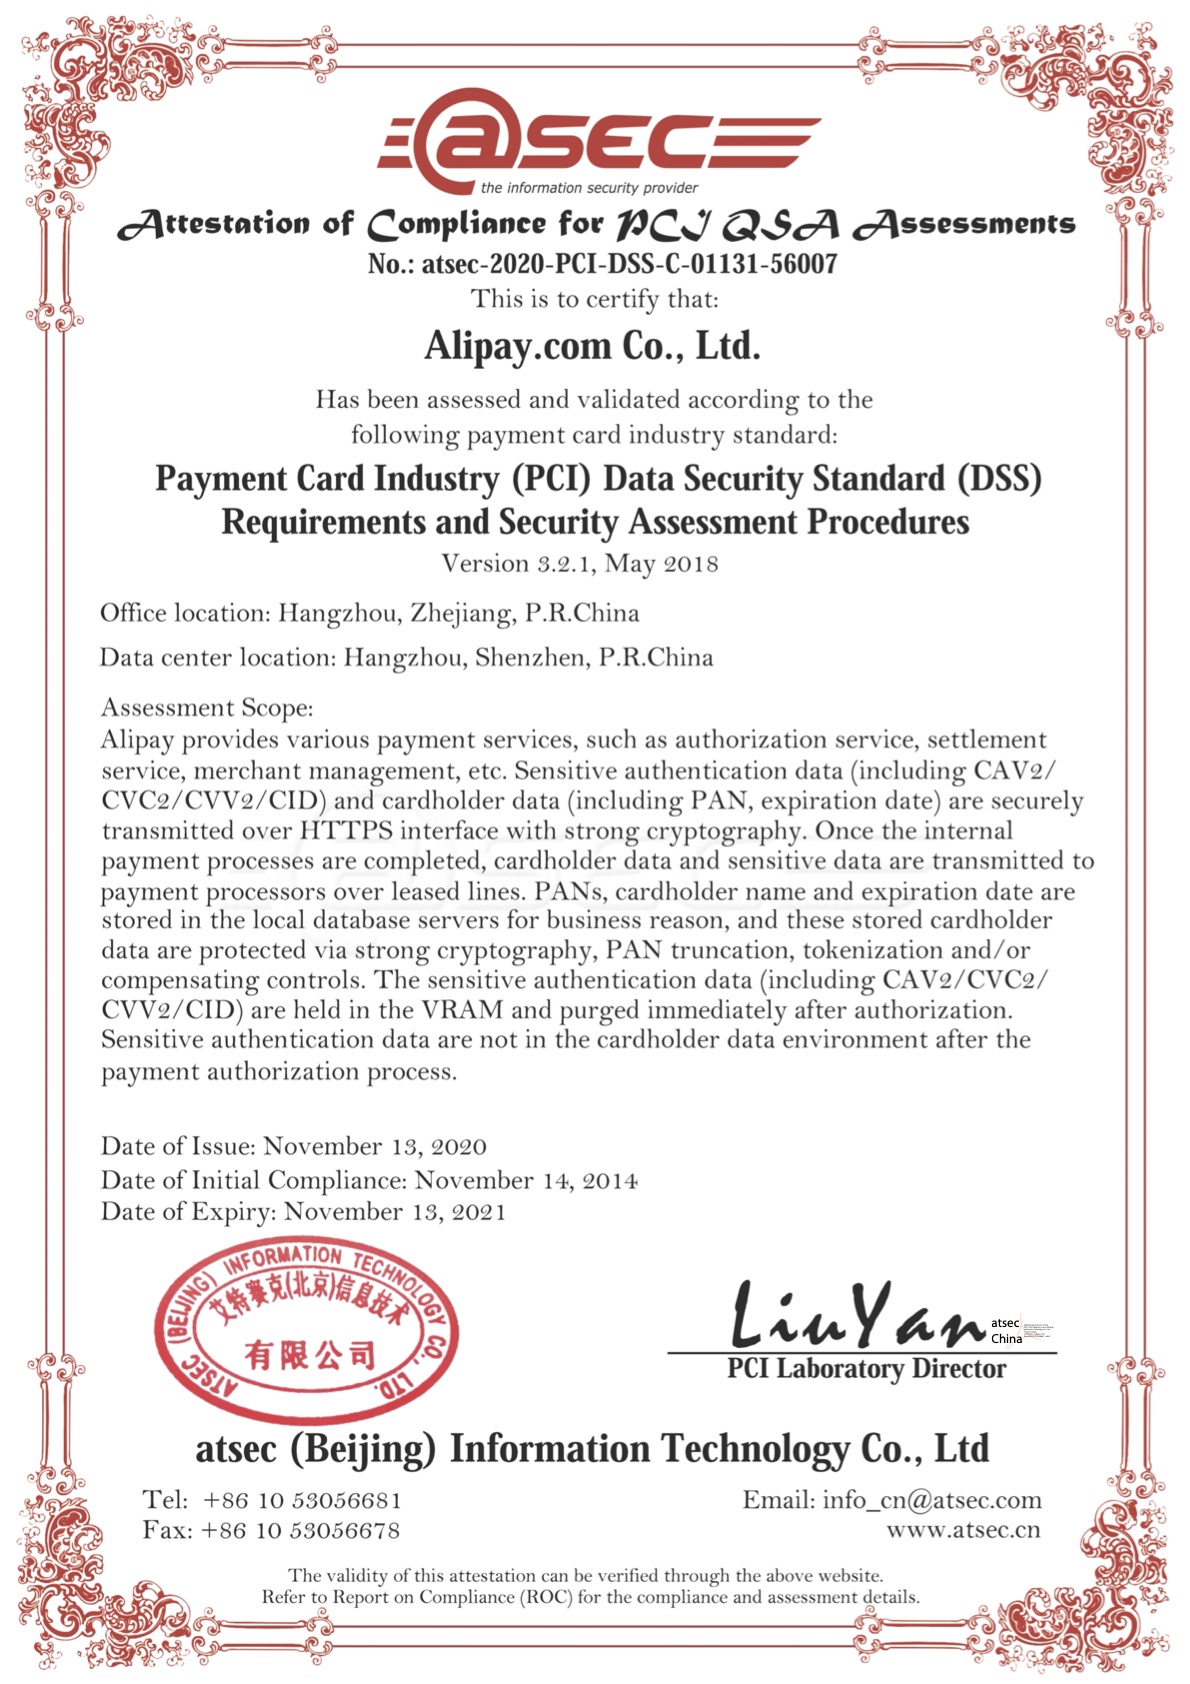 @sec
the information security provider
Attestation of Compliance for PCI QSA Assessments
No.: atsec-2020-PCI-DSS-C-01131-56007
This is to certify that:
Alipay.com Co., Ltd.
Has been assessed and validated according to the
following payment card industry standard:
Payment Card Industry (PCI) Data Security Standard (DSS)
Requirements and Security Assessment Procedures
Version 3.2.1, May 2018
Office location: Hangzhou, Zhejiang, P.R.China
Data center location: Hangzhou, Shenzhen, P.R.China
Assessment Scope:
Alipay provides various payment services, such as authorization service, settlement
service, merchant management, etc. Sensitive authentication data (including CAV2/
CVC2/CVV2/CID) and cardholder data (including PAN, expiration date) are securely
transmitted over HTTPS interface with strong cryptography. Once the internal
payment processes are completed, cardholder data and sensitive data are transmitted to
payment processors over leased lines. PANs, cardholder name and expiration date are
stored in the local database servers for business reason, and these stored cardholder
data are protected via strong cryptography, PAN truncation, tokenization and/or
compensating controls. The sensitive authentication data (including CAV2/CVC2/
CVV2/CID) are held in the VRAM and purged immediately after authorization.
Sensitive authentication data are not in the cardholder data environment after the
payment authorization process.
Date of Issue: November 13, 2020
Date of Initial Compliance: November 14, 2014
Date of Expiry: November 13, 2021
ATSEC (BEIJING) INFORMATION TECHNOLOGY CO., LTD.
艾特赛克(北京)信息技术
有限公司
LiuYan
atsec
China
PCI Laboratory Director
atsec (Beijing) Information Technology Co., Ltd
Tel: +86 10 53056681
Email: info_cn@atsec.com
Fax: +86 10 53056678
www.atsec.cn
The validity of this attestation can be verified through the above website.
Refer to Report on Compliance (ROC) for the compliance and assessment details.